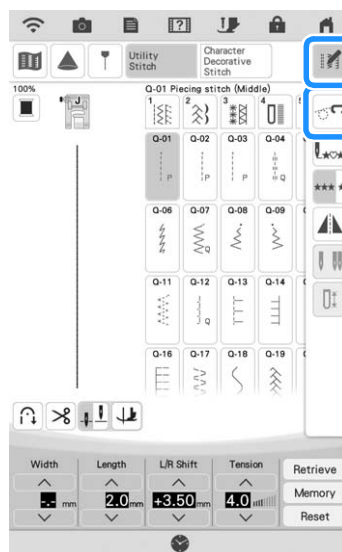 Utility
Stitch
Character
Decorative
Stitch
100%
Q-01 Piecing stitch (Middle)
J
1 2 3 4
Q-01 Q-02 Q-03 Q-04
P P P Q
Q-06 Q-07 Q-08 Q-09
Q
Q-11 Q-12 Q-13 Q-14
Q
Q-16 Q-17 Q-18 Q-19
Width Length L/R Shift Tension
-.- mm 2.0 mm +3.50 mm 4.0
Retrieve
Memory
Reset